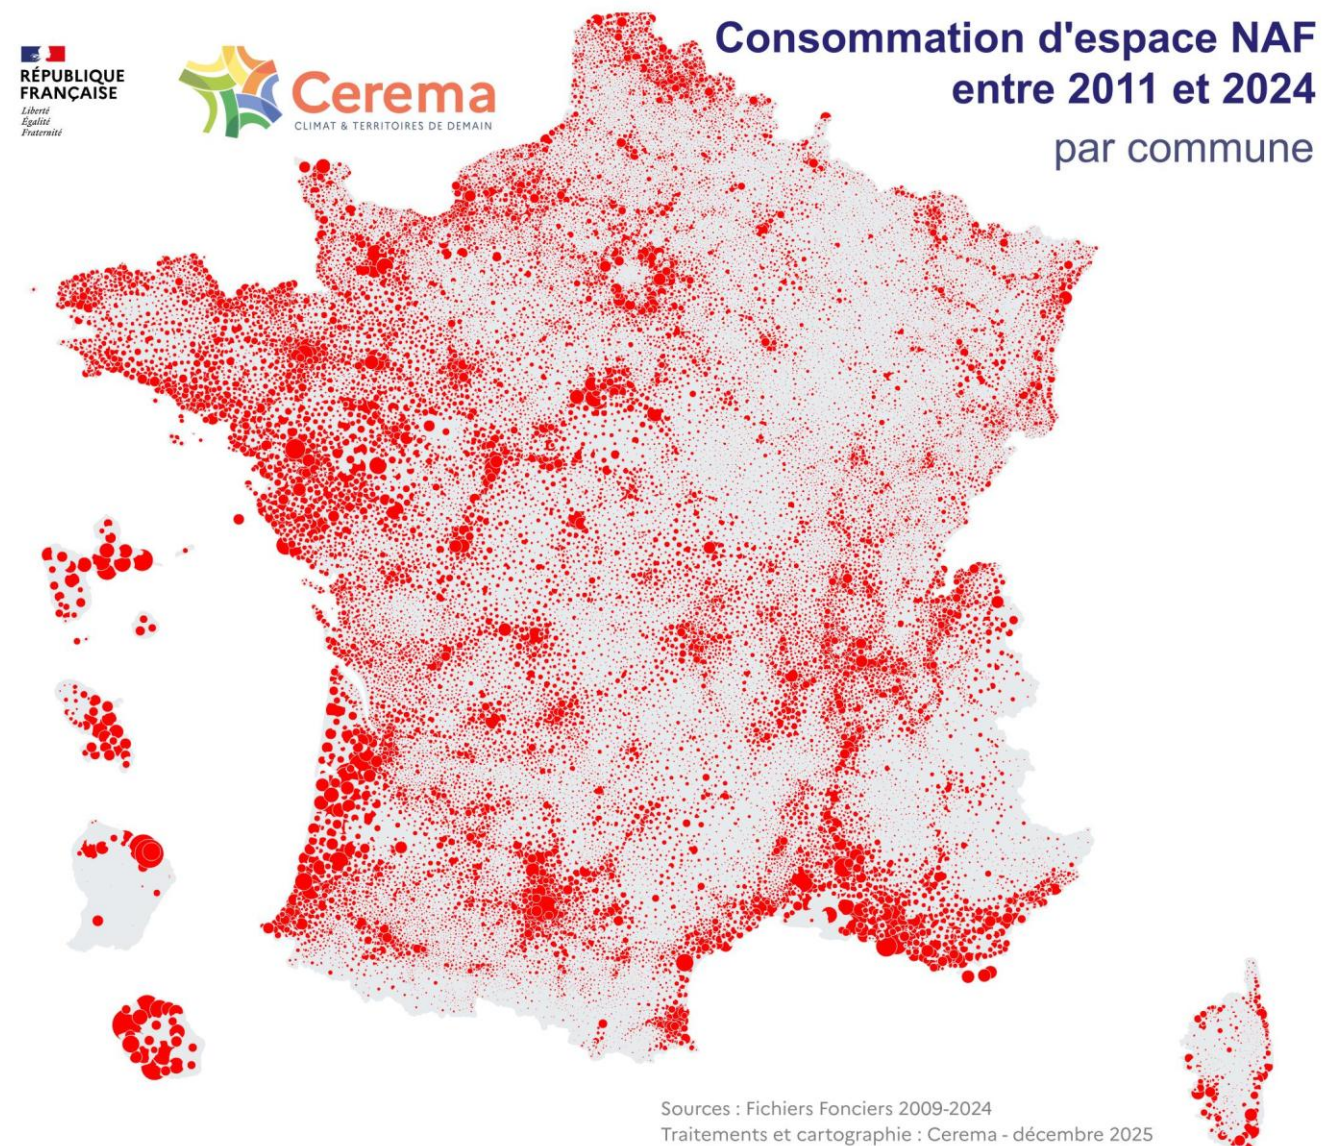 RÉPUBLIQUE
FRANÇAISE
Liberté
Égalité
Fraternité
Cerema
CLIMAT & TERRITOIRES DE DEMAIN
Consommation d'espace NAF
entre 2011 et 2024
par commune
Sources : Fichiers Fonciers 2009-2024
Traitements et cartographie : Cerema - décembre 2025